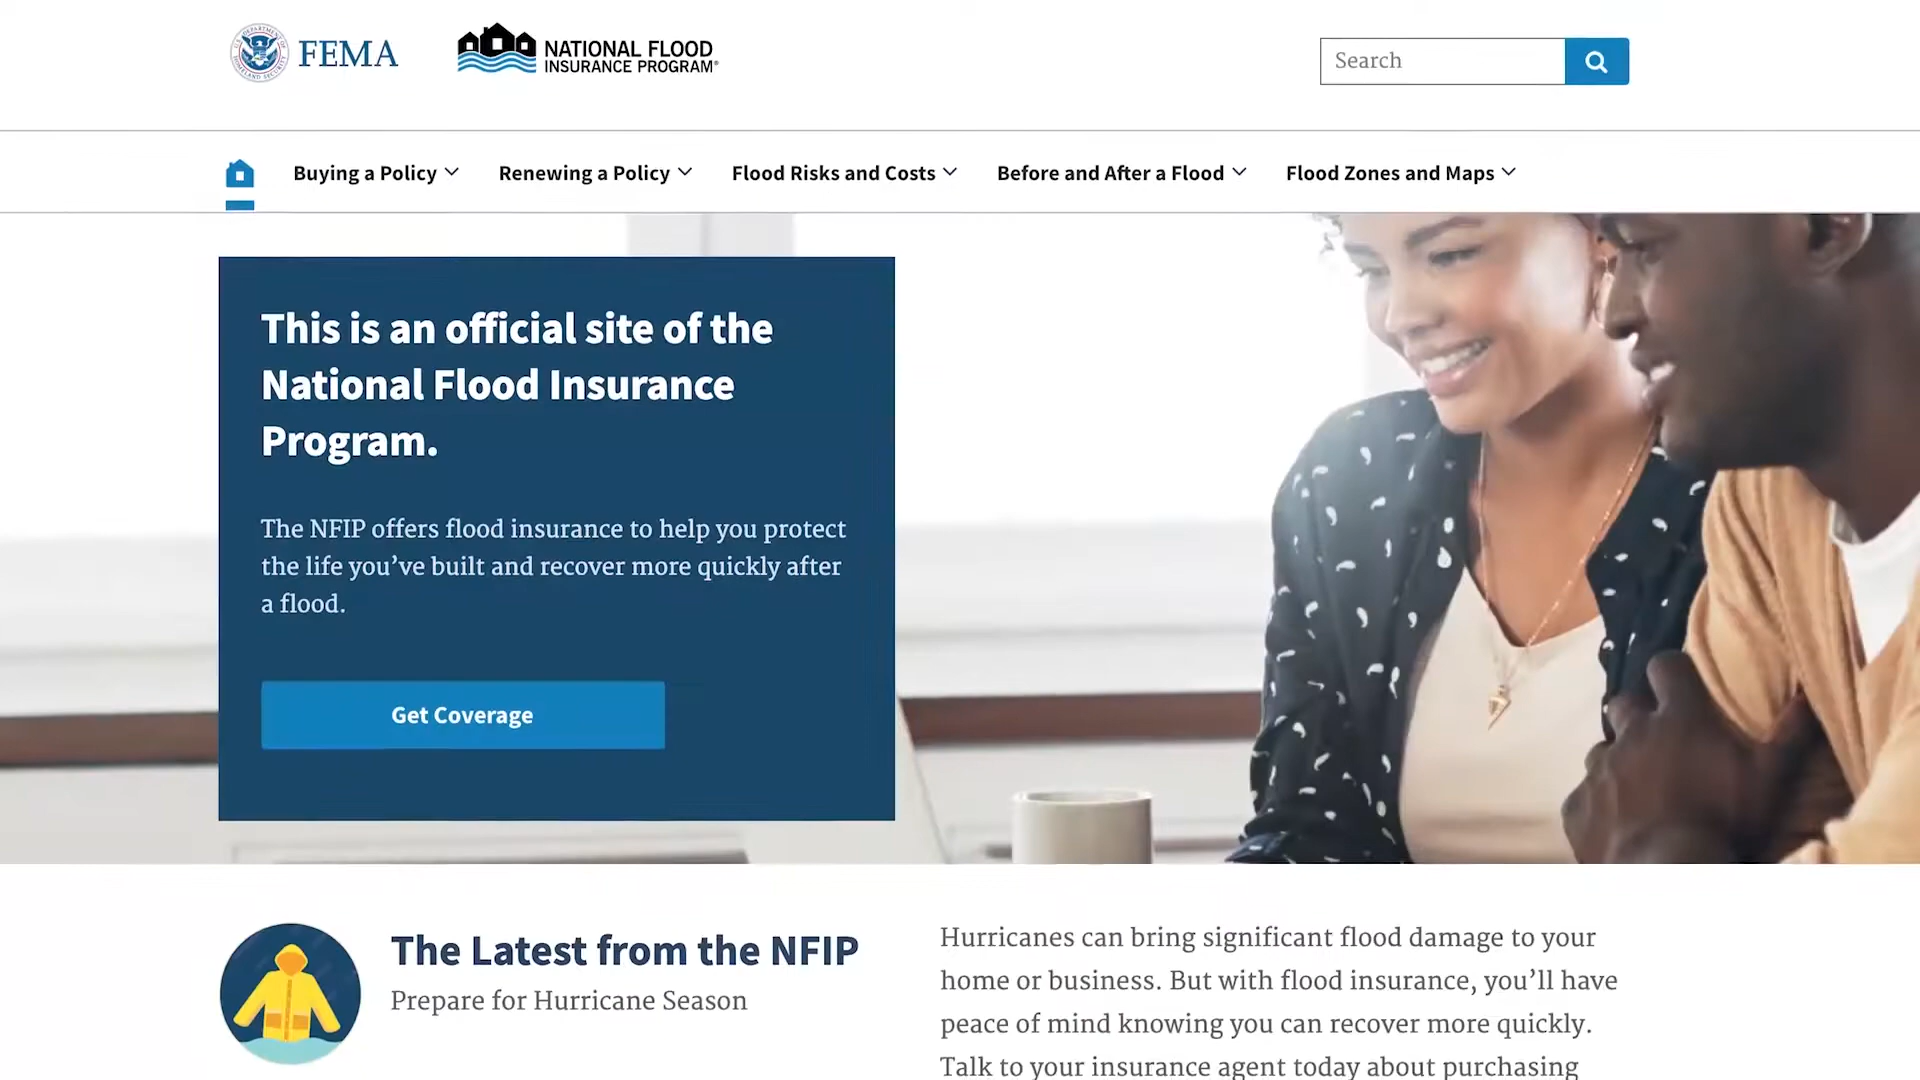 FEMA
NATIONAL FLOOD
INSURANCE PROGRAM®
Search
Buying a Policy
Renewing a Policy
Flood Risks and Costs
Before and After a Flood
Flood Zones and Maps
This is an official site of the
National Flood Insurance
Program.
The NFIP offers flood insurance to help you protect
the life you’ve built and recover more quickly after
a flood.
Get Coverage
The Latest from the NFIP
Prepare for Hurricane Season
Hurricanes can bring significant flood damage to your
home or business. But with flood insurance, you’ll have
peace of mind knowing you can recover more quickly.
Talk to your insurance agent today about purchasing